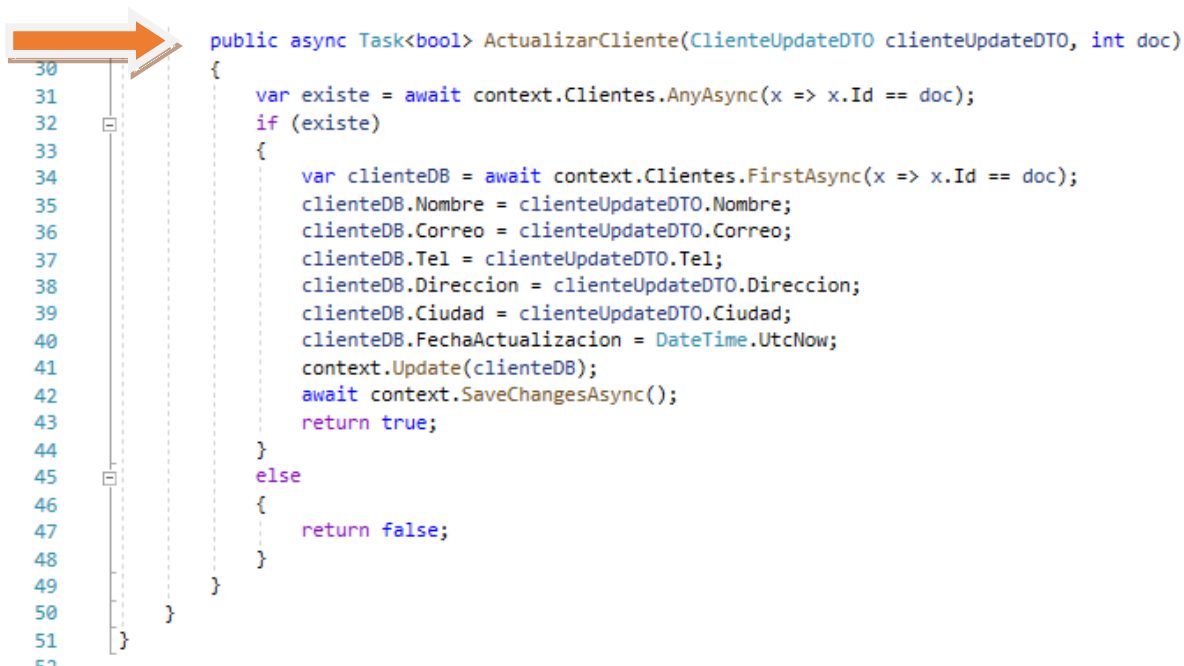 public async Task<bool> ActualizarCliente(ClienteUpdateDTO clienteUpdateDTO, int doc)
30 {
31 var existe = await context.Clientes.AnyAsync(x => x.Id == doc);
32 if (existe)
33 {
34 var clienteDB = await context.Clientes.FirstAsync(x => x.Id == doc);
35 clienteDB.Nombre = clienteUpdateDTO.Nombre;
36 clienteDB.Correo = clienteUpdateDTO.Correo;
37 clienteDB.Tel = clienteUpdateDTO.Tel;
38 clienteDB.Direccion = clienteUpdateDTO.Direccion;
39 clienteDB.Ciudad = clienteUpdateDTO.Ciudad;
40 clienteDB.FechaActualizacion = DateTime.UtcNow;
41 context.Update(clienteDB);
42 await context.SaveChangesAsync();
43 return true;
44 }
45 else
46 {
47 return false;
48 }
49 }
50 }
51 }